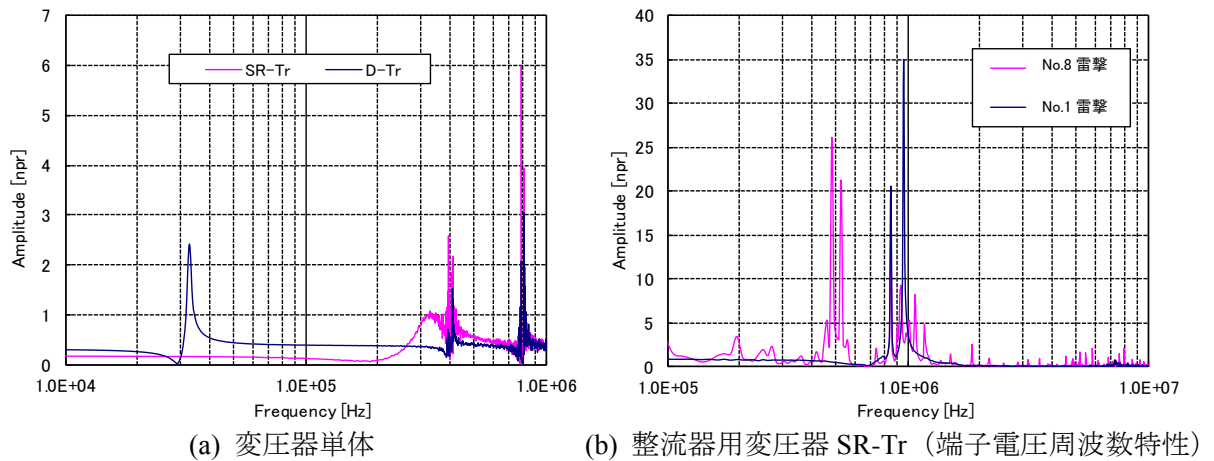 7
6
5
4
3
2
1
0
Amplitude [npr]
SR-Tr
D-Tr
1.0E+04
1.0E+05
1.0E+06
Frequency [Hz]
(a) 変圧器単体
40
35
30
25
20
15
10
5
0
Amplitude [npr]
No.8 雷撃
No.1 雷撃
1.0E+05
1.0E+06
1.0E+07
Frequency [Hz]
(b) 整流器用変圧器 SR-Tr（端子電圧周波数特性）